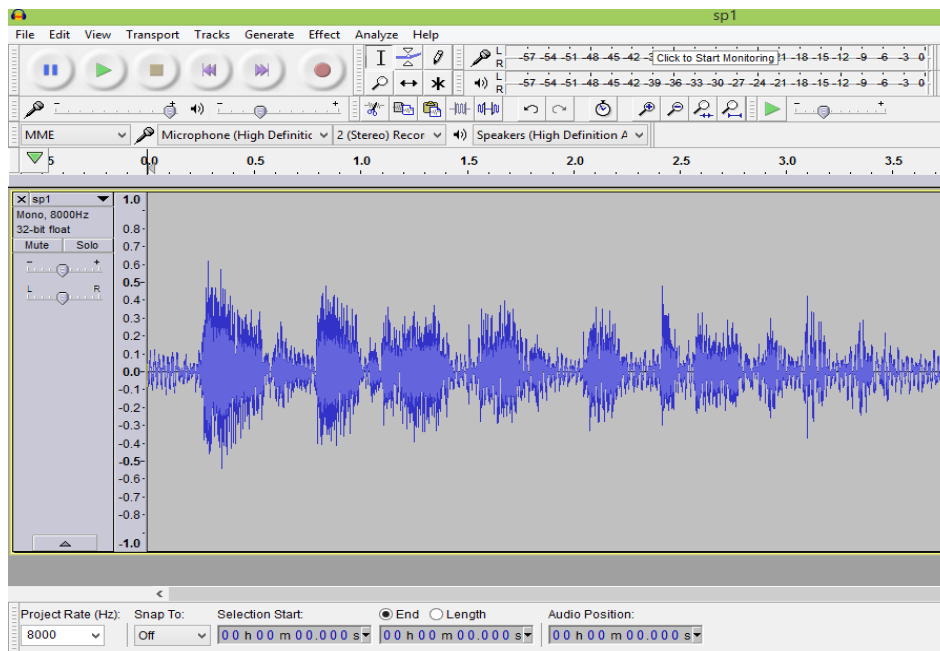 sp1
File Edit View Transport Tracks Generate Effect Analyze Help
L R -57 -54 -51 -48 -45 -42 -3 Click to Start Monitoring 1 -18 -15 -12 -9 -6 -3 0
L R -57 -54 -51 -48 -45 -42 -39 -36 -33 -30 -27 -24 -21 -18 -15 -12 -9 -6 -3 0
MME Microphone (High Definitic 2 (Stereo) Recor Speakers (High Definition A
5 0.0 0.5 1.0 1.5 2.0 2.5 3.0 3.5
X sp1
Mono, 8000Hz
32-bit float
Mute Solo
- +
L R
1.0
0.8
0.7
0.6
0.5
0.4
0.3
0.2
0.1
0.0
-0.1
-0.2
-0.3
-0.4
-0.5
-0.6
-0.7
-0.8
-1.0
Project Rate (Hz): Snap To: Selection Start: End Length Audio Position:
8000 Off 00 h 00 m 00.000 s 00 h 00 m 00.000 s 00 h 00 m 00.000 s